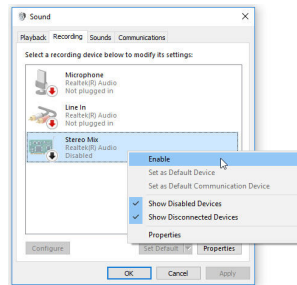 Sound
Playback Recording Sounds Communications
Select a recording device below to modify its settings:
Microphone
Realtek(R) Audio
Not plugged in
Line In
Realtek(R) Audio
Not plugged in
Stereo Mix
Realtek(R) Audio
Disabled
Enable
Set as Default Device
Set as Default Communication Device
Show Disabled Devices
Show Disconnected Devices
Properties
Configure Set Default Properties
OK Cancel Apply